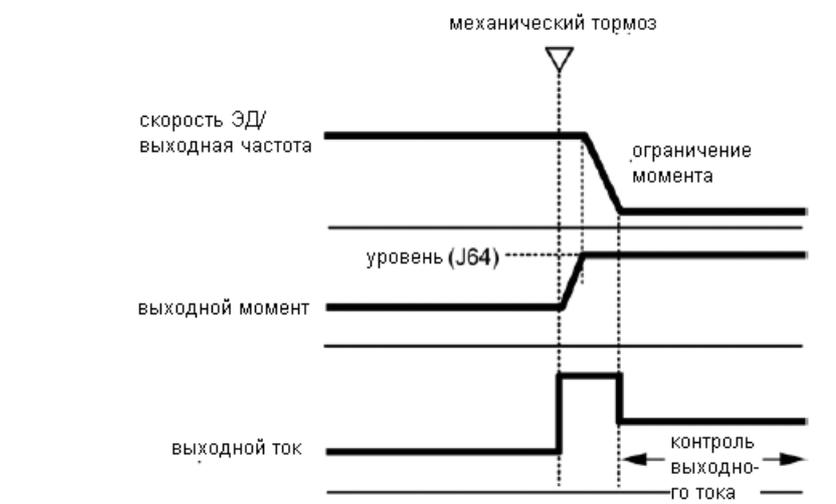 механический тормоз
скорость ЭД/
выходная частота
ограничение
момента
уровень (J64)
выходной момент
выходной ток
контроль
выходно-
го тока